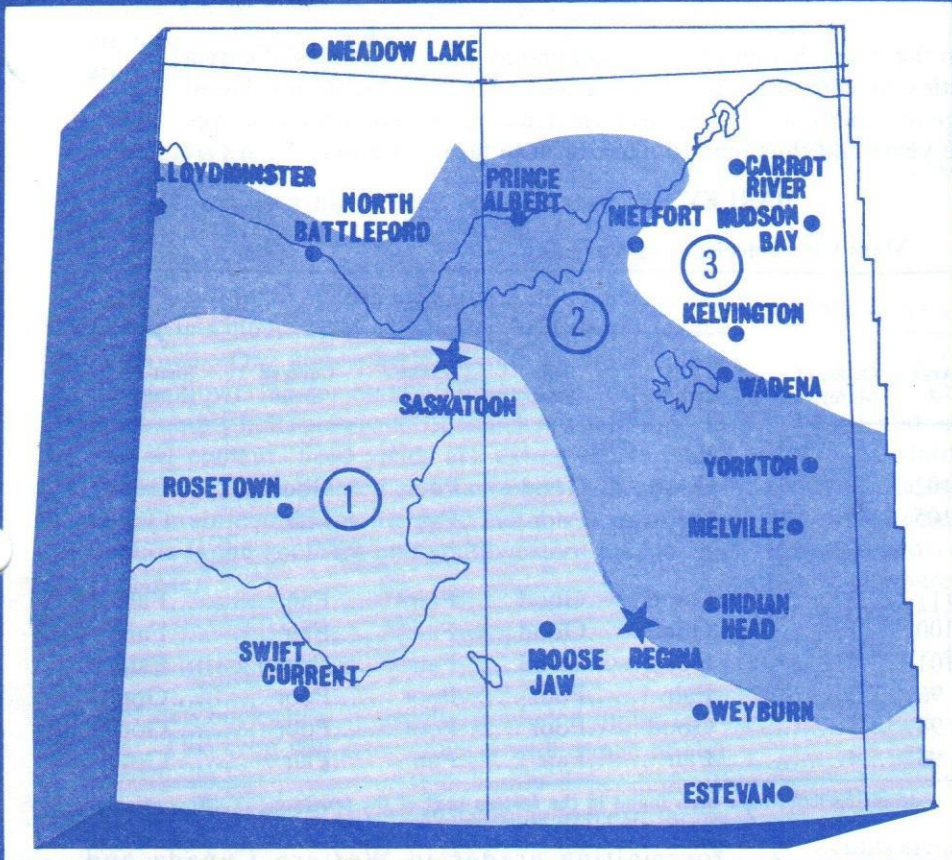 MEADOW LAKE
LLOYDMINSTER
NORTH
BATTLEFORD
PRINCE
ALBERT
MELFORT
CARROT
RIVER
HUDSON
BAY
3
2
KELVINGTON
WADENA
SASKATOON
ROSETOWN
1
YORKTON
MELVILLE
INDIAN
HEAD
SWIFT
CURRENT
MOOSE
JAW
REGINA
WEYBURN
ESTEVAN